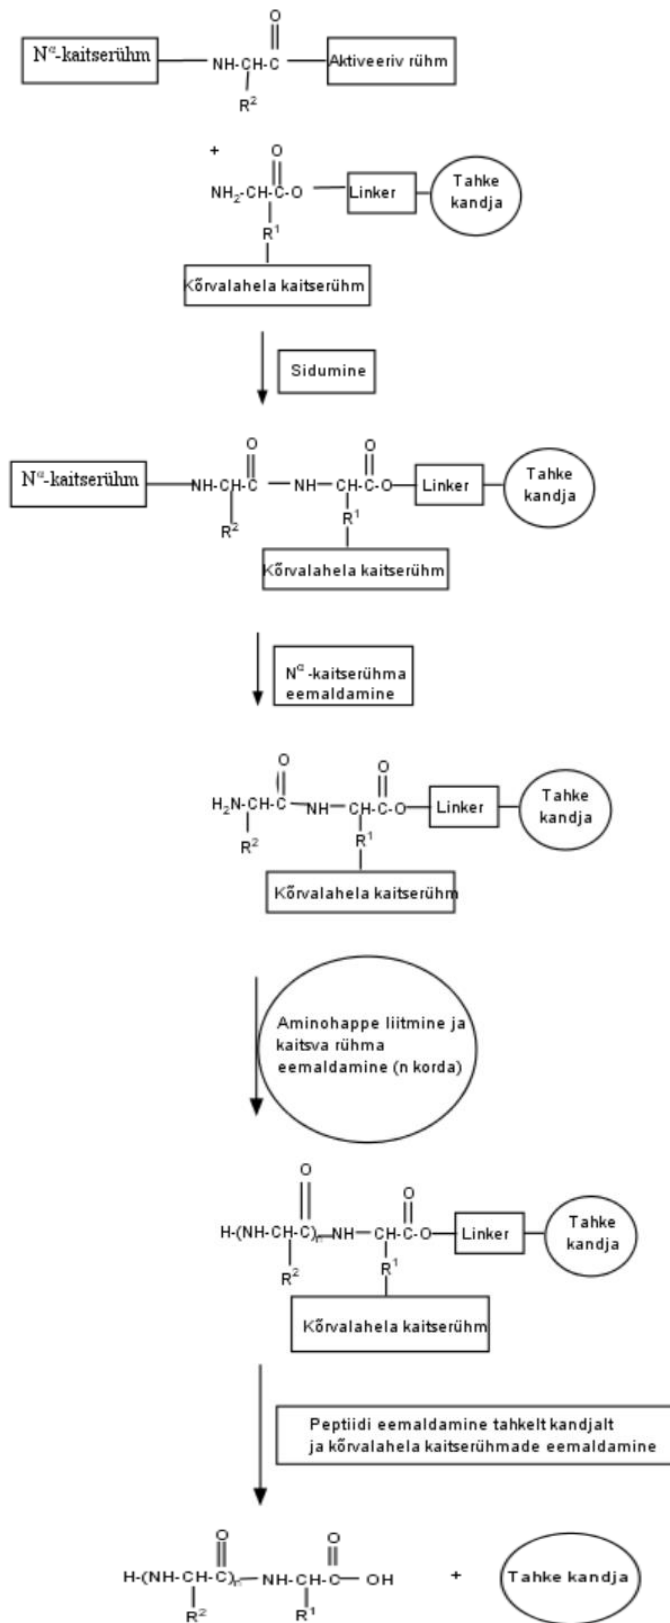 Nα-kaitserühm NH-CH-C Aktiveeriv rühm
O
R2
+
O
NH2-CH-C-O Linker Tahke kandja
R1
Kõrvalahela kaitserühm
Sidumine
O O
Nα-kaitserühm NH-CH-C NH-CH-C-O Linker Tahke kandja
R2 R1
Kõrvalahela kaitserühm
Nα-kaitserühma
eemaldamine
O O
H2N-CH-C NH-CH-C-O Linker Tahke kandja
R2 R1
Kõrvalahela kaitserühm
Aminohappe liitmine ja
kaitsva rühma
eemaldamine (n korda)
O O
H-(NH-CH-C)n NH-CH-C-O Linker Tahke kandja
R2 R1
Kõrvalahela kaitserühm
Peptiidi eemaldamine tahkelt kandjalt
ja kõrvalahela kaitserühmade eemaldamine
O O
H-(NH-CH-C)n NH-CH-C-OH + Tahke kandja
R2 R1